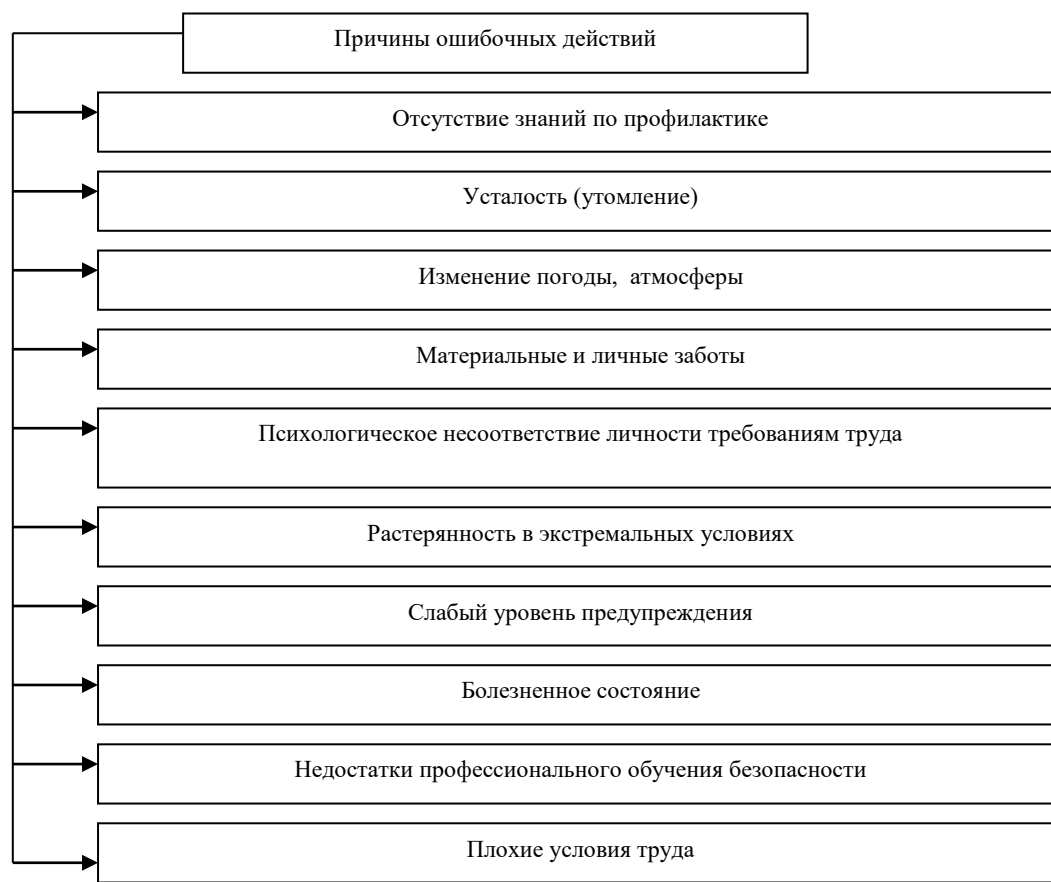 Причины ошибочных действий
Отсутствие знаний по профилактике
Усталость (утомление)
Изменение погоды, атмосферы
Материальные и личные заботы
Психологическое несоответствие личности требованиям труда
Растерянность в экстремальных условиях
Слабый уровень предупреждения
Болезненное состояние
Недостатки профессионального обучения безопасности
Плохие условия труда